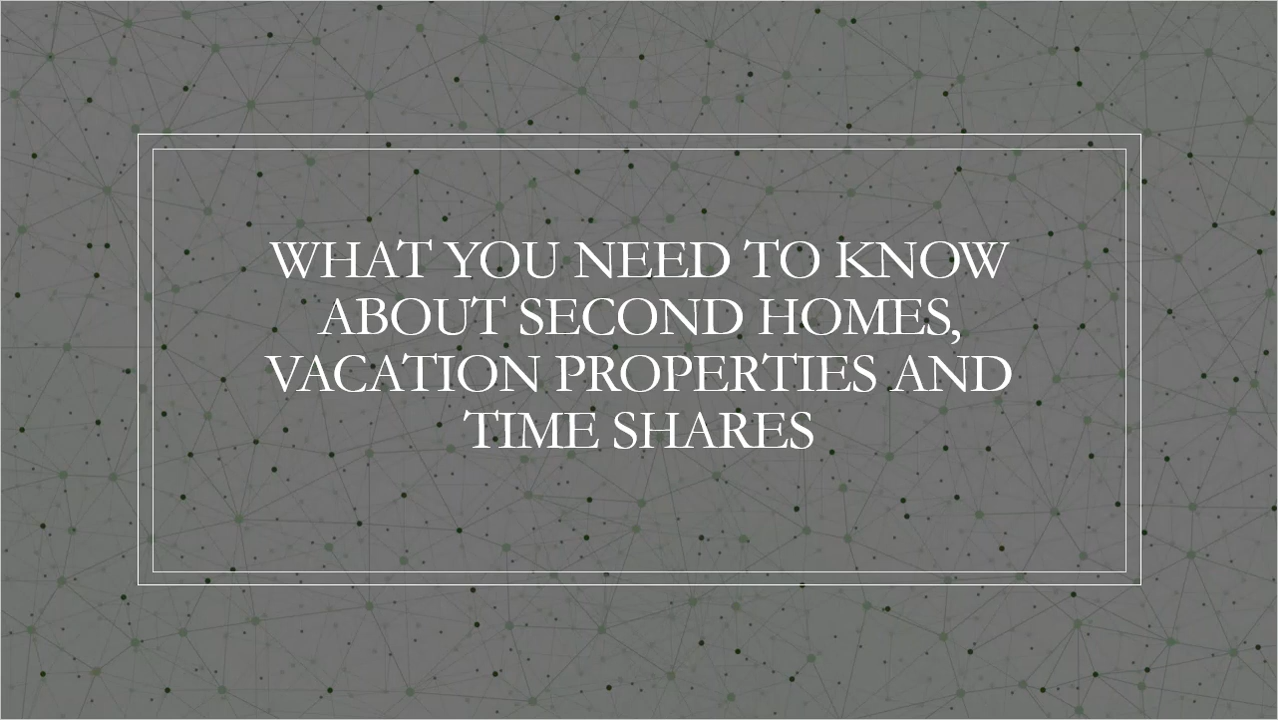 WHAT YOU NEED TO KNOW
ABOUT SECOND HOMES,
VACATION PROPERTIES AND
TIME SHARES